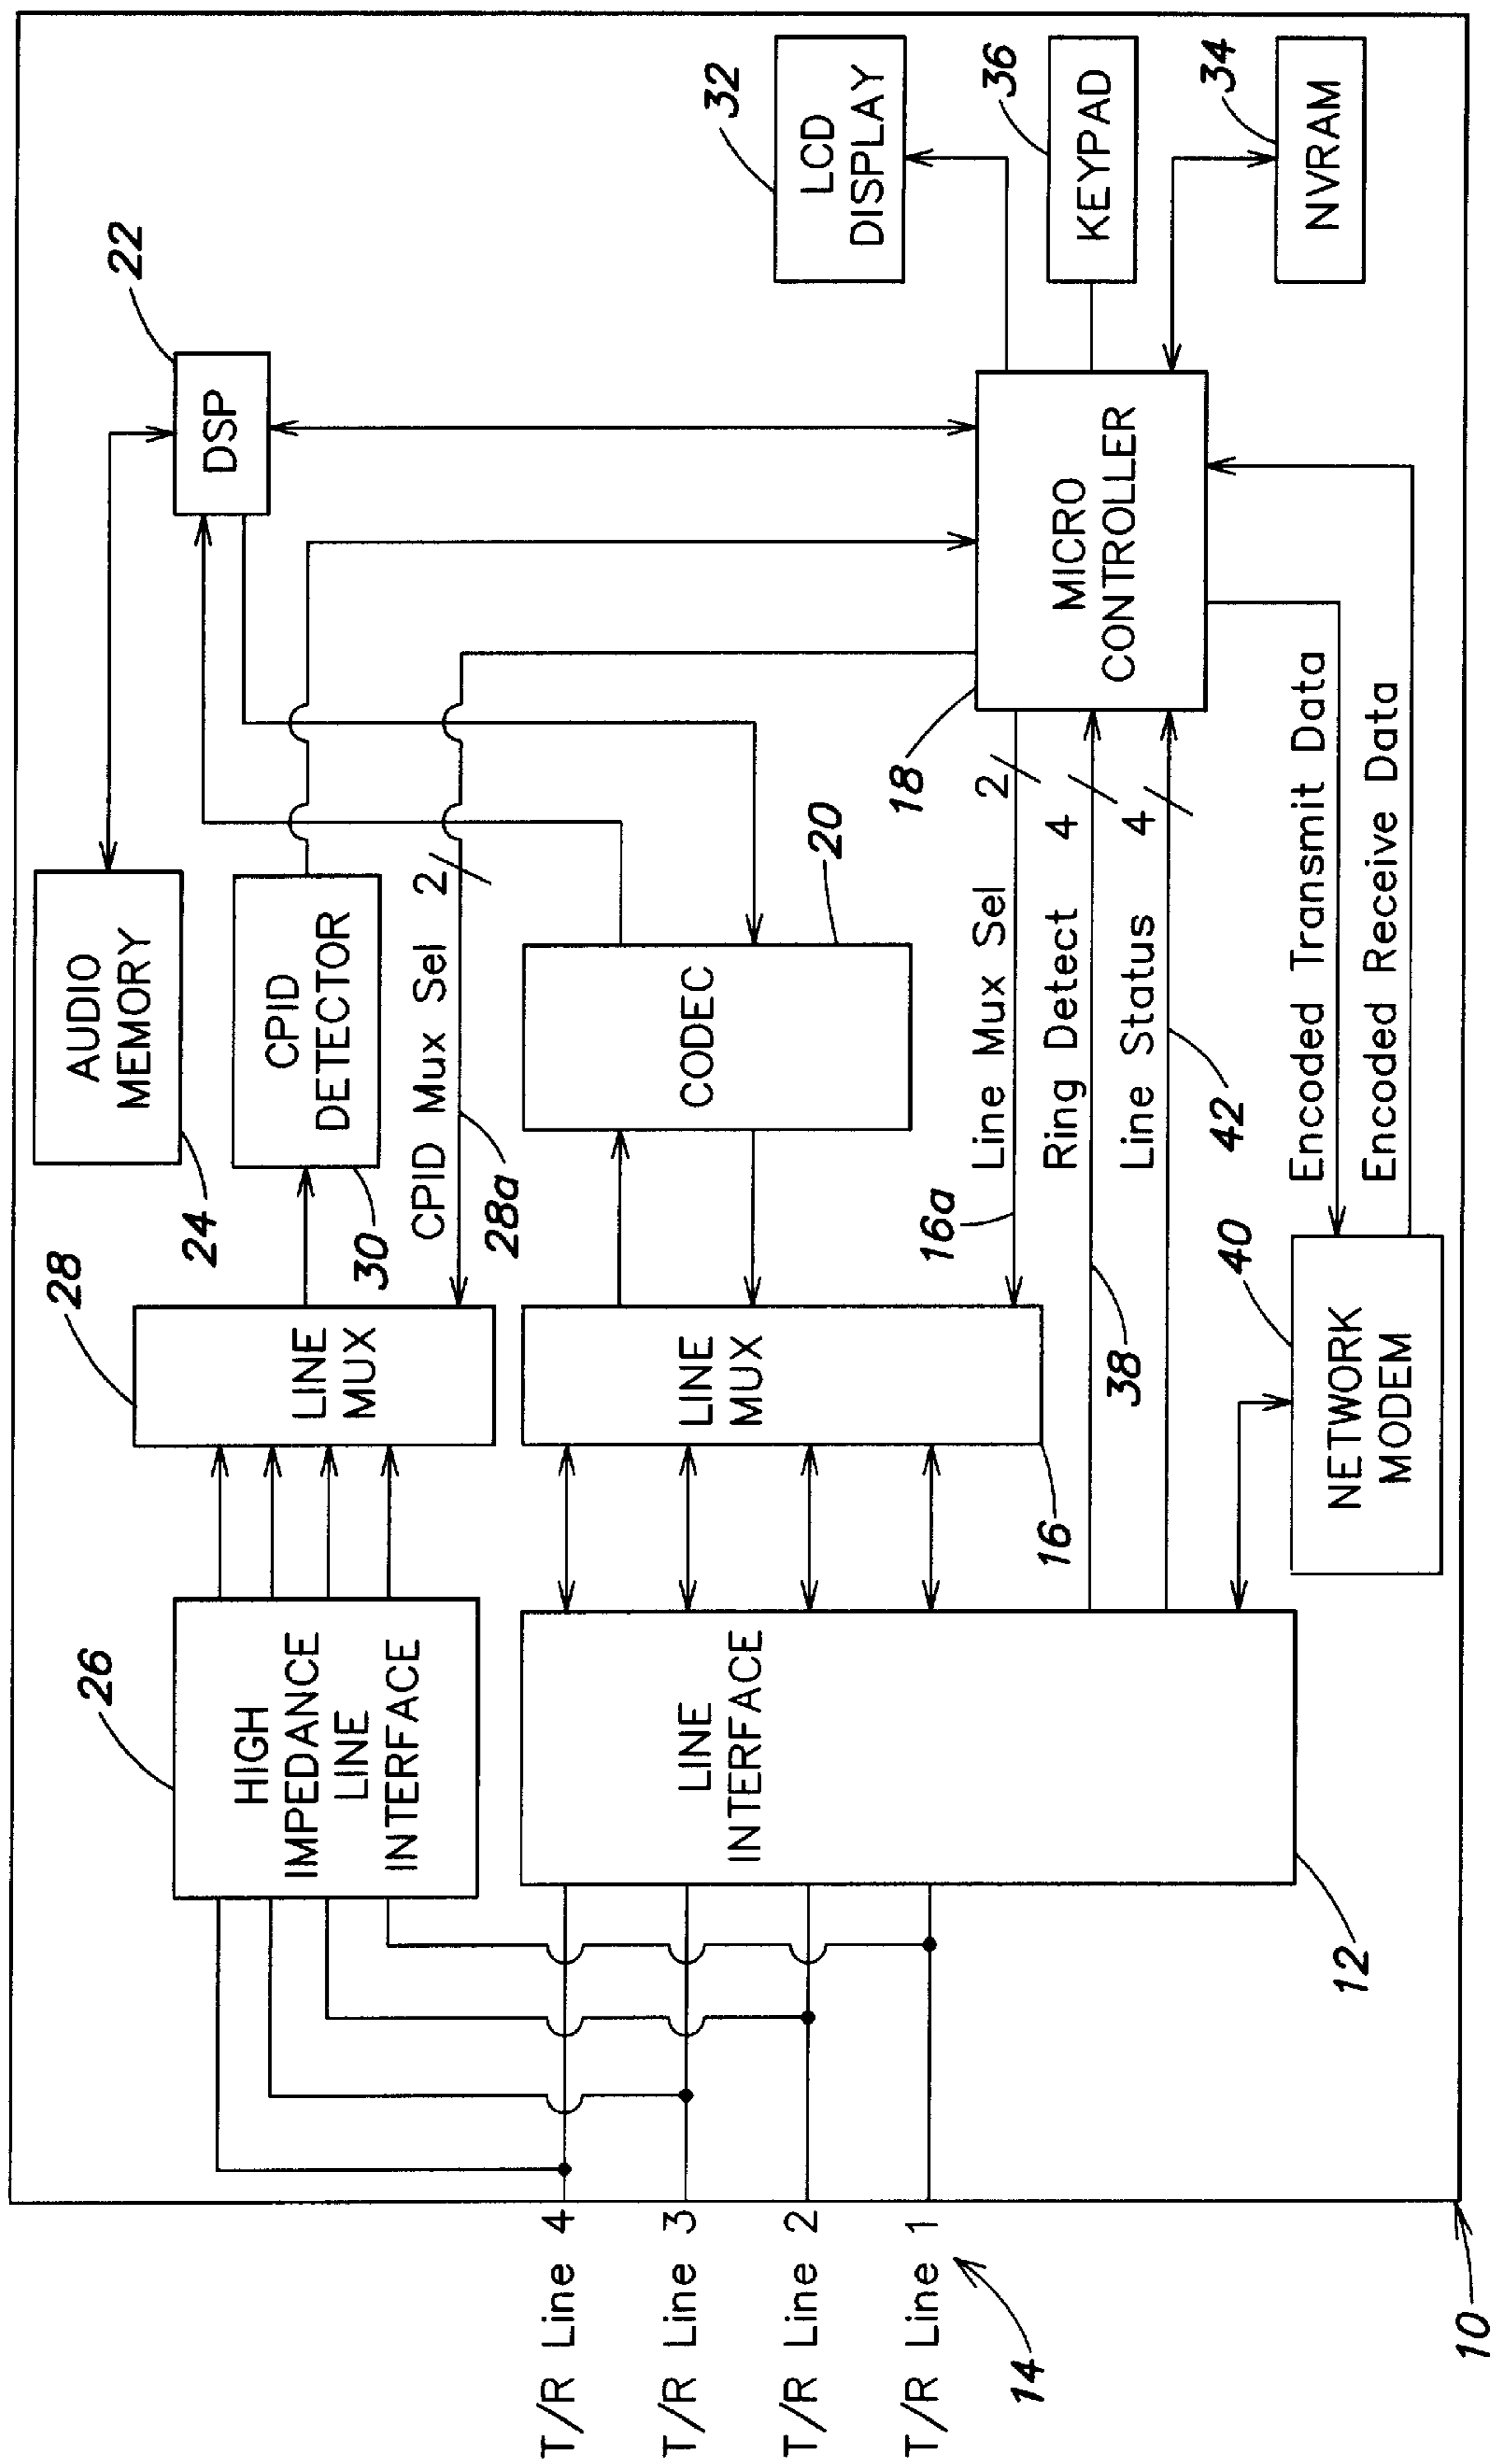 22
DSP
AUDIO
MEMORY
24
CPID
DETECTOR
30
28
LINE
MUX
CPID Mux Sel
2
28a
26
HIGH
IMPEDANCE
LINE
INTERFACE
32
LCD
DISPLAY
36
KEYPAD
34
NVRAM
MICRO
CONTROLLER
18
20
CODEC
LINE
MUX
16
LINE
INTERFACE
12
Line Mux Sel
2
16a
Ring Detect
4
38
Line Status
4
42
Encoded Transmit Data
Encoded Receive Data
40
NETWORK
MODEM
T/R Line 4
T/R Line 3
T/R Line 2
T/R Line 1
14
10